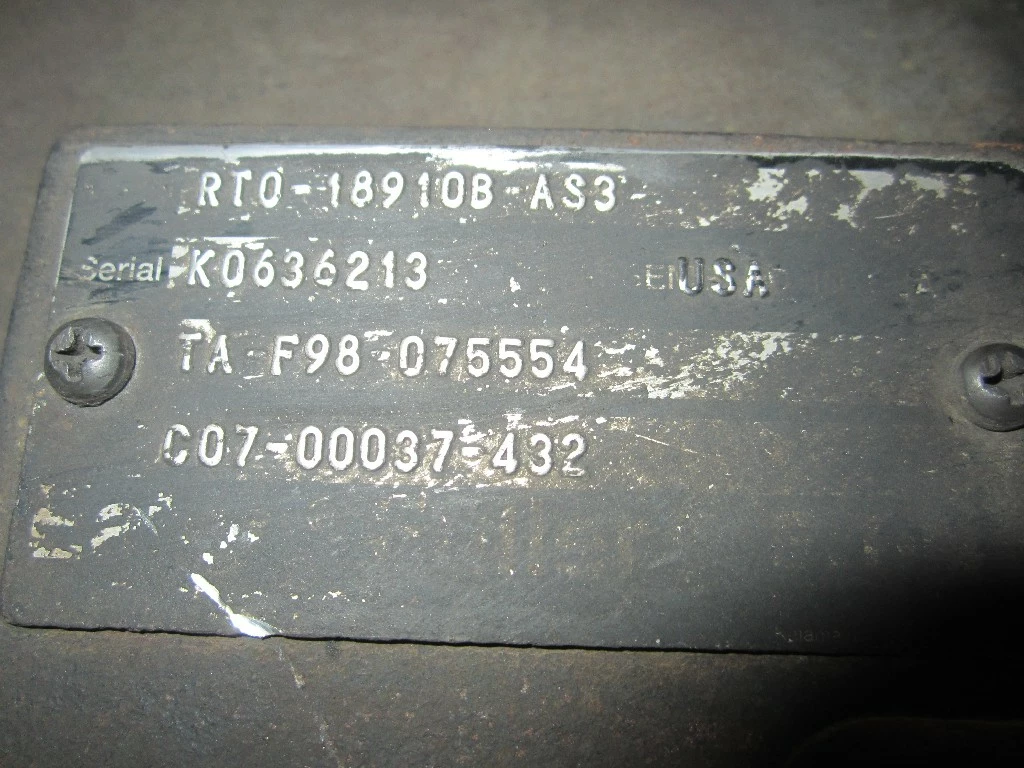 RTO-18910B-AS3
Serial K0636213 USA
TA-F98-075554
C07-00037-432